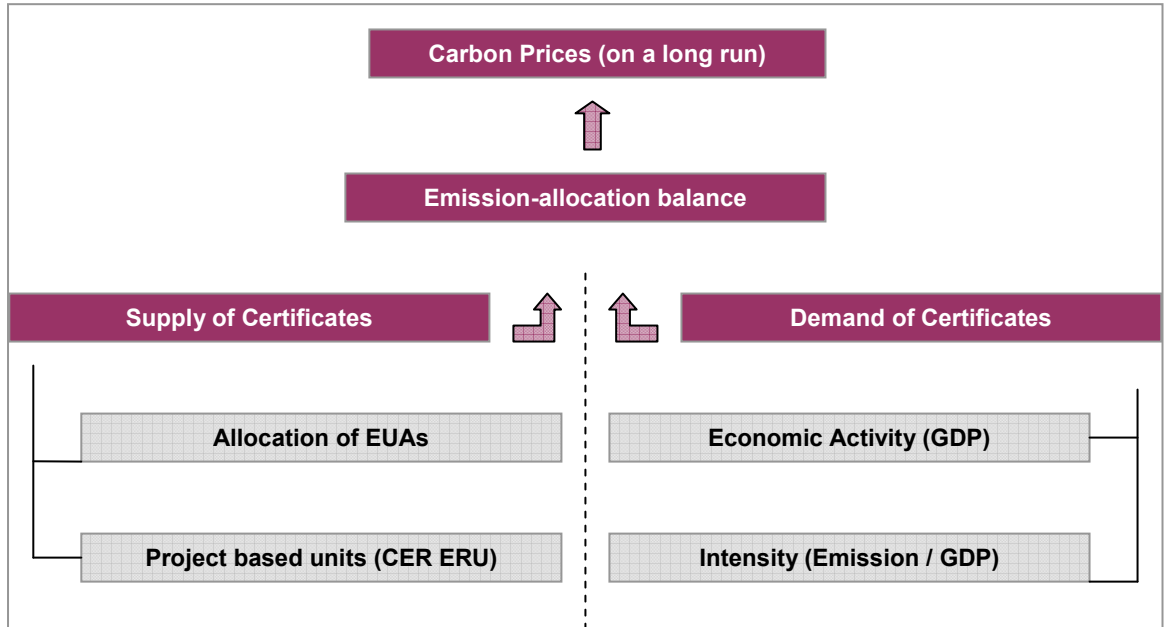 Carbon Prices (on a long run)
Emission-allocation balance
Supply of Certificates
Demand of Certificates
Allocation of EUAs
Economic Activity (GDP)
Project based units (CER ERU)
Intensity (Emission / GDP)